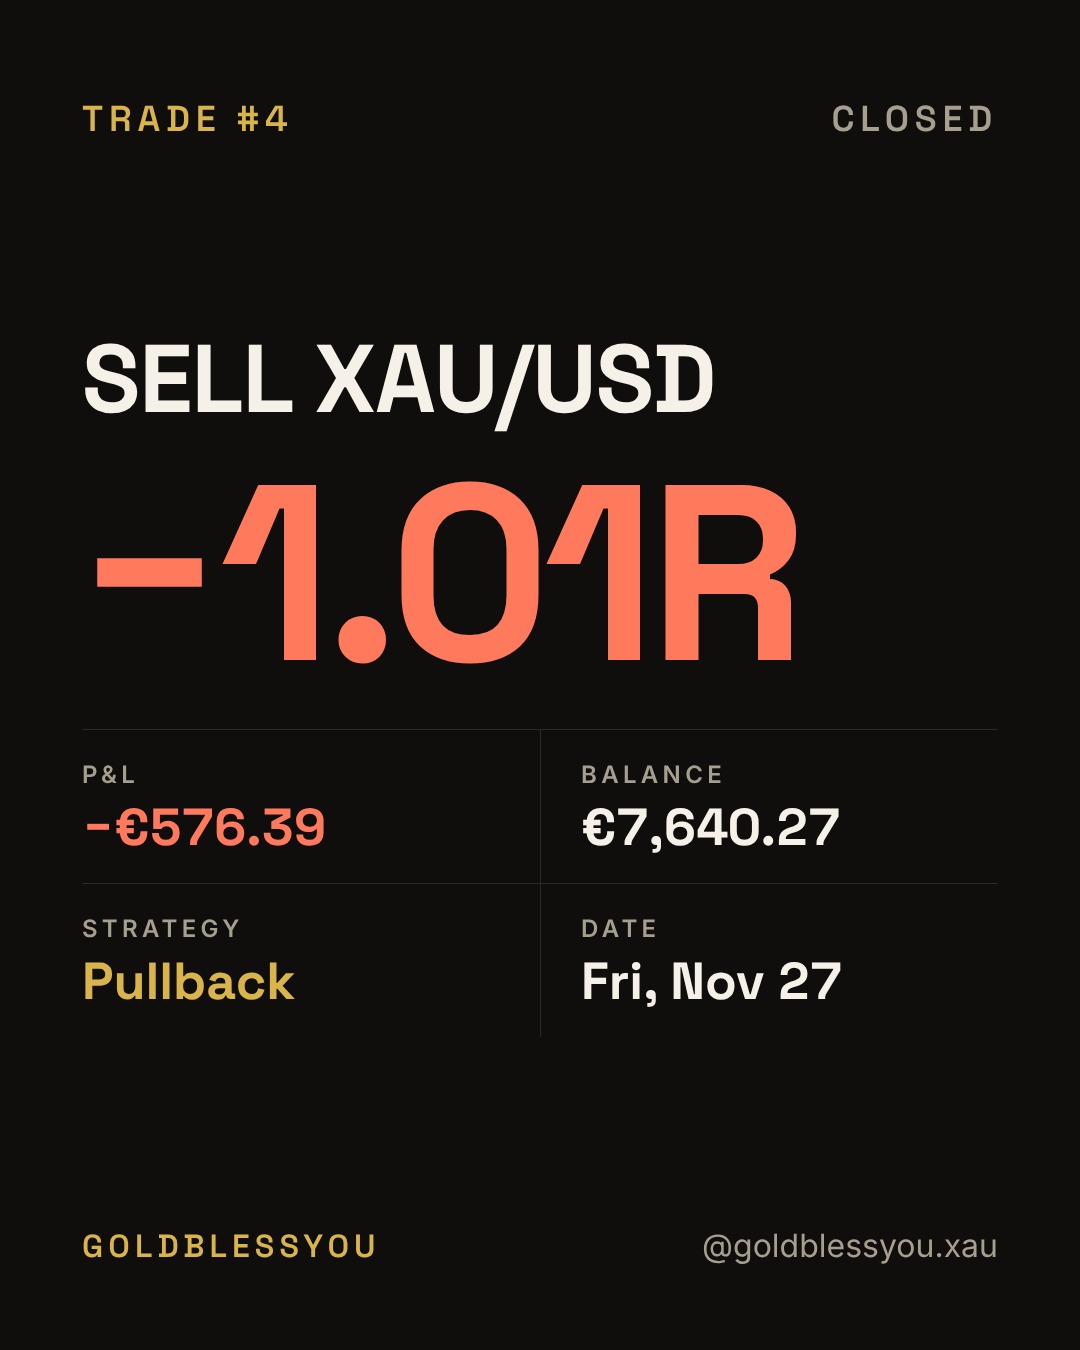 TRADE #4
CLOSED
SELL XAU/USD
−1.01R
P&L
BALANCE
−€576.39
€7,640.27
STRATEGY
DATE
Pullback
Fri, Nov 27
GOLDBLESSYOU
@goldblessyou.xau